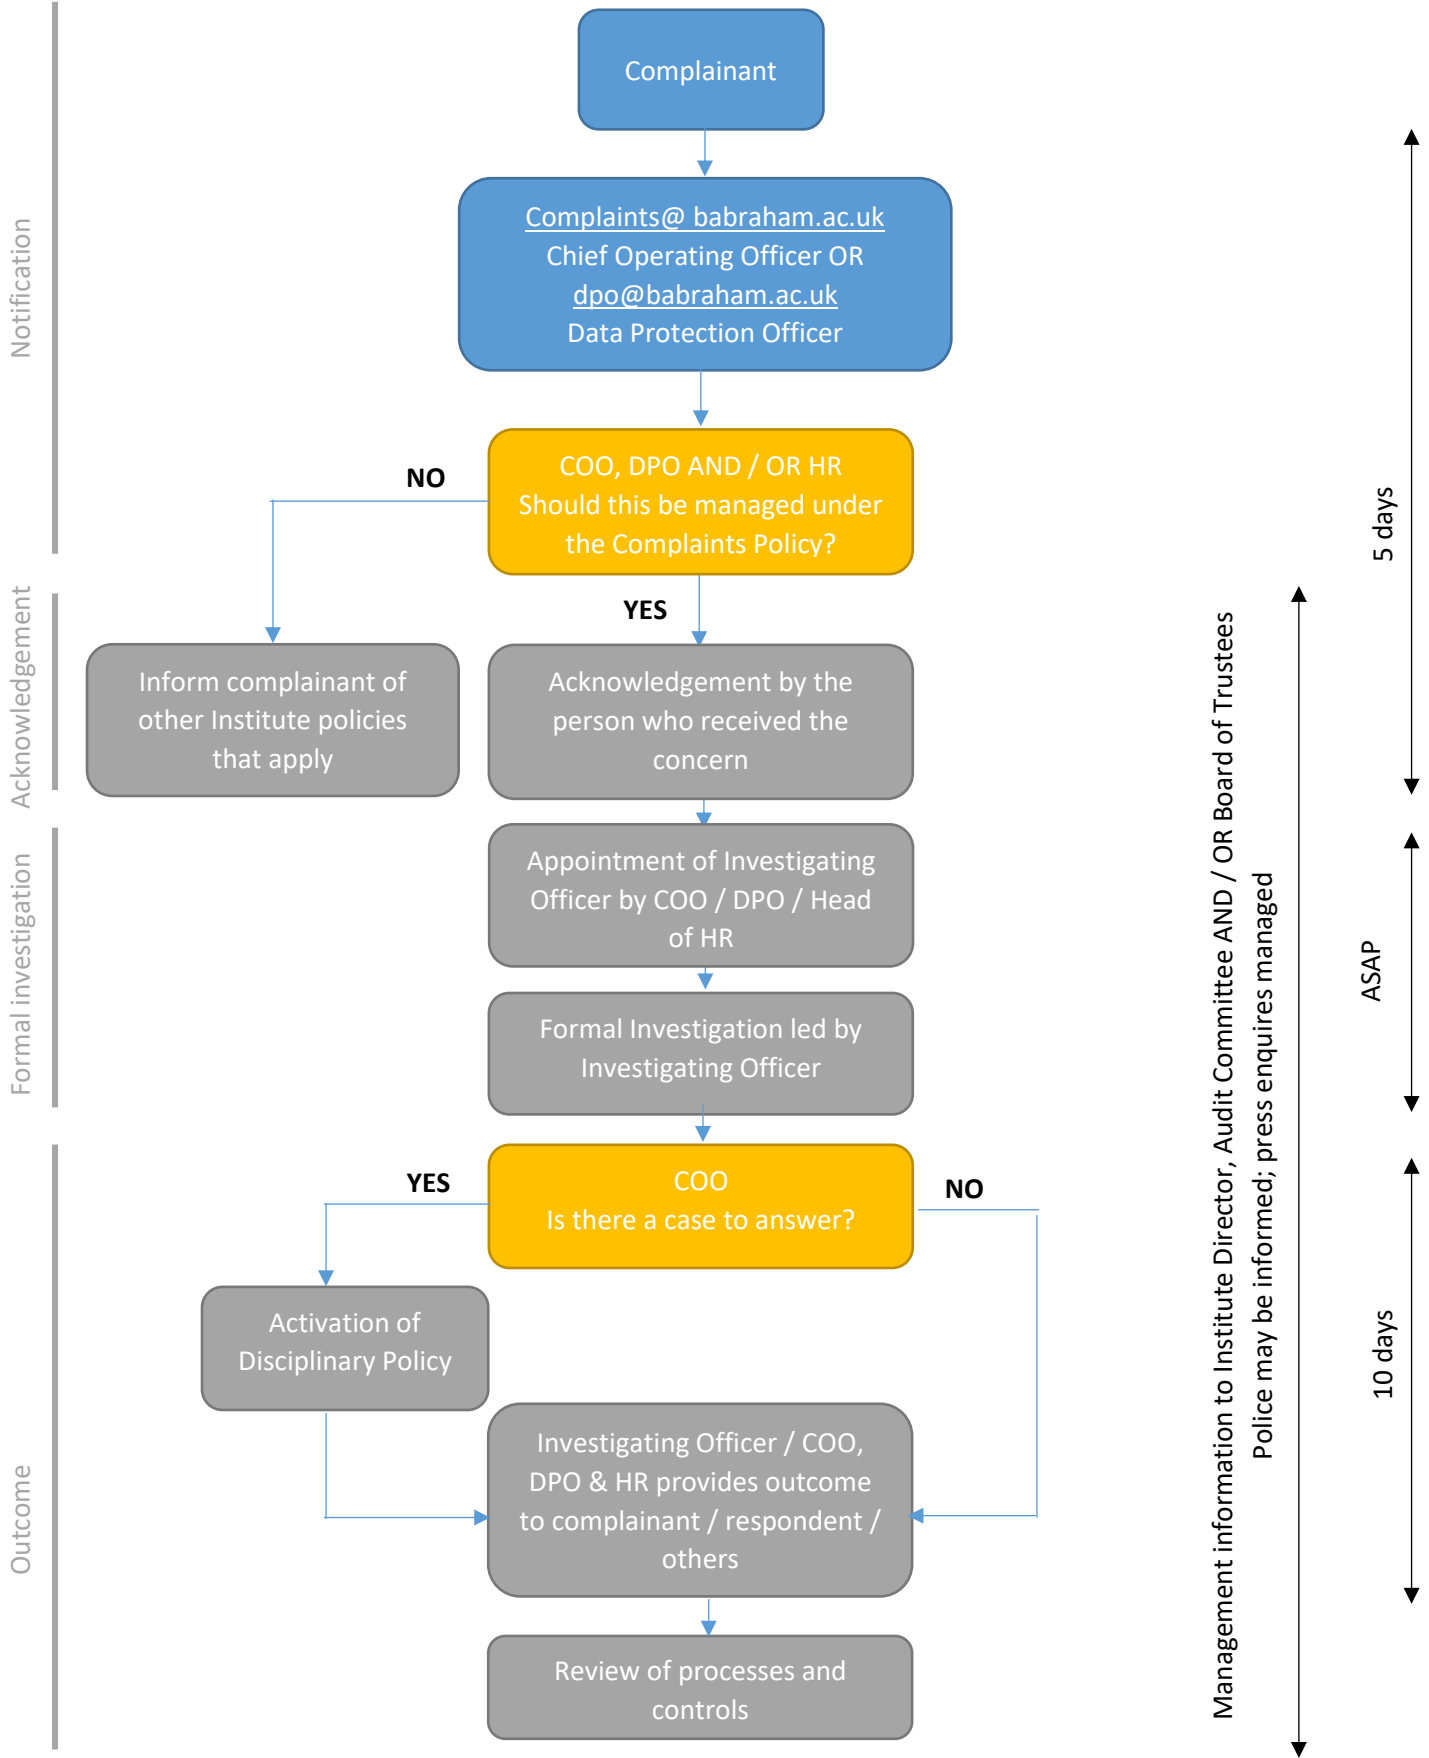 Complainant
Notification
Complaints@ babraham.ac.uk
Chief Operating Officer OR
dpo@babraham.ac.uk
Data Protection Officer
NO
COO, DPO AND / OR HR
Should this be managed under
the Complaints Policy?
5 days
YES
Acknowledgement
Inform complainant of
other Institute policies
that apply
Acknowledgement by the
person who received the
concern
Formal investigation
Appointment of Investigating
Officer by COO / DPO / Head
of HR
Formal Investigation led by
Investigating Officer
ASAP
Management information to Institute Director, Audit Committee AND / OR Board of Trustees
Police may be informed; press enquires managed
YES
COO
Is there a case to answer?
NO
Activation of
Disciplinary Policy
10 days
Outcome
Investigating Officer / COO,
DPO & HR provides outcome
to complainant / respondent /
others
Review of processes and
controls